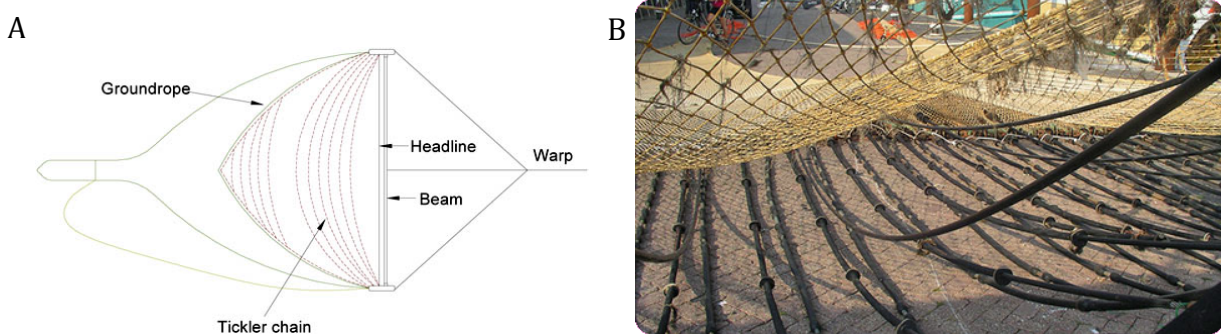 A
Groundrope
Headline
Warp
Beam
Tickler chain
B